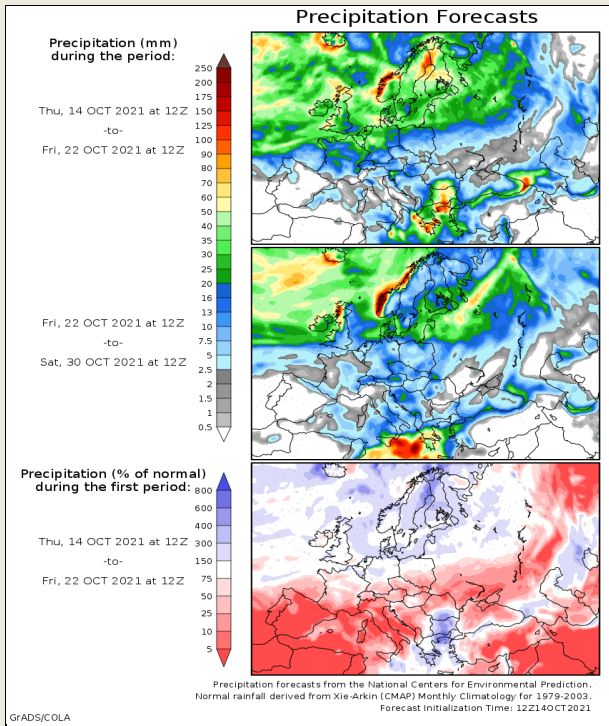 Precipitation Forecasts
Precipitation (mm)
during the period:
Thu, 14 OCT 2021 at 12Z
-to-
Fri, 22 OCT 2021 at 12Z
250
200
175
150
125
100
90
80
70
60
50
40
35
30
25
20
16
13
10
7.5
5
2.5
2
1.5
1
0.5
Fri, 22 OCT 2021 at 12Z
-to-
Sat, 30 OCT 2021 at 12Z
Precipitation (% of normal)
during the first period:
Thu, 14 OCT 2021 at 12Z
-to-
Fri, 22 OCT 2021 at 12Z
800
600
400
300
150
75
50
25
10
5
Precipitation forecasts from the National Centers for Environmental Prediction.
Normal rainfall derived from Xie-Arkin (CMAP) Monthly Climatology for 1979-2003.
Forecast Initialization Time: 12Z14OCT2021
GrADS/COLA